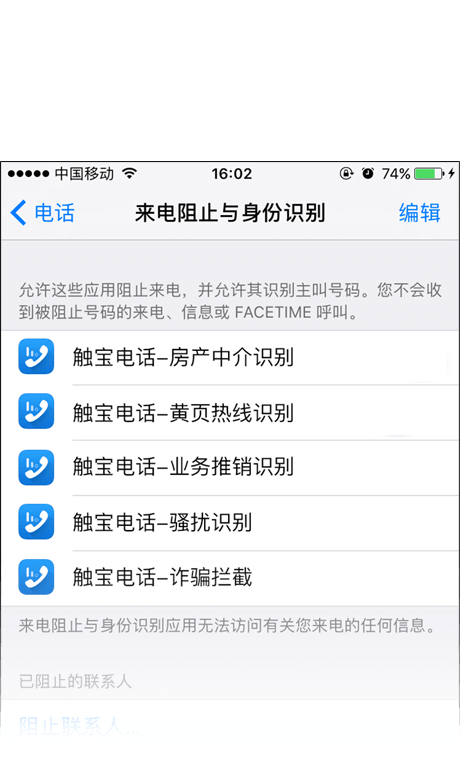 中国移动 16:02 74%
电话 来电阻止与身份识别 编辑
允许这些应用阻止来电，并允许其识别主叫号码。您不会收
到被阻止号码的来电、信息或 FACETIME 呼叫。
触宝电话-房产中介识别
触宝电话-黄页热线识别
触宝电话-业务推销识别
触宝电话-骚扰识别
触宝电话-诈骗拦截
来电阻止与身份识别应用无法访问有关您来电的任何信息。
已阻止的联系人
阻止联系人...